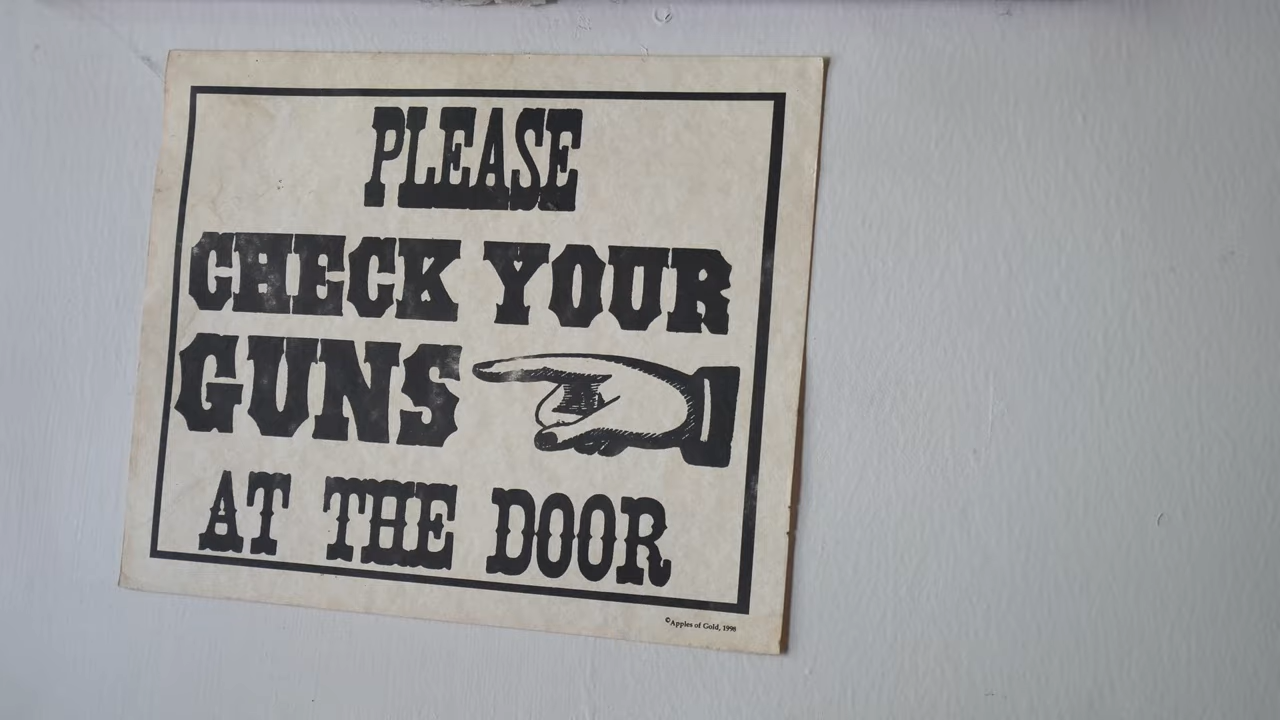 PLEASE
CHECK YOUR
GUNS
AT THE DOOR
©Apples of Gold, 1998